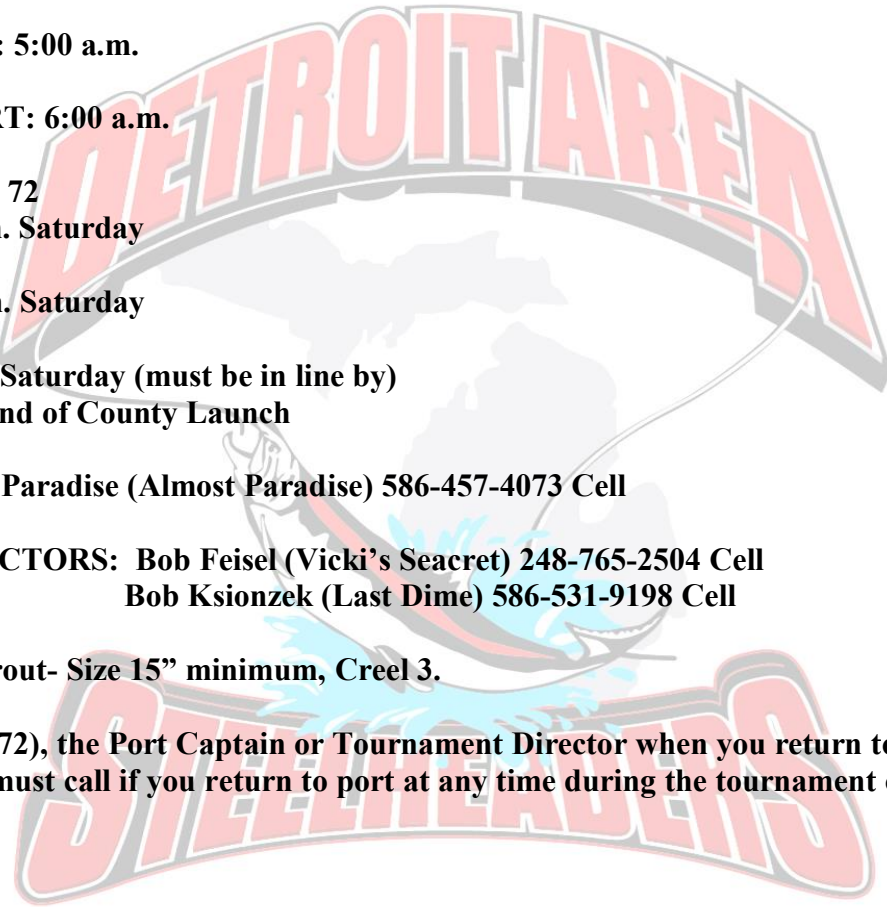 DETROIT AREA
: 5:00 a.m.
RT: 6:00 a.m.
72
. Saturday
. Saturday
Saturday (must be in line by)
nd of County Launch
Paradise (Almost Paradise) 586-457-4073 Cell
CTORS: Bob Feisel (Vicki’s Seacret) 248-765-2504 Cell
Bob Ksionzek (Last Dime) 586-531-9198 Cell
rout- Size 15” minimum, Creel 3.
72), the Port Captain or Tournament Director when you return to
must call if you return to port at any time during the tournament
STEELHEADERS